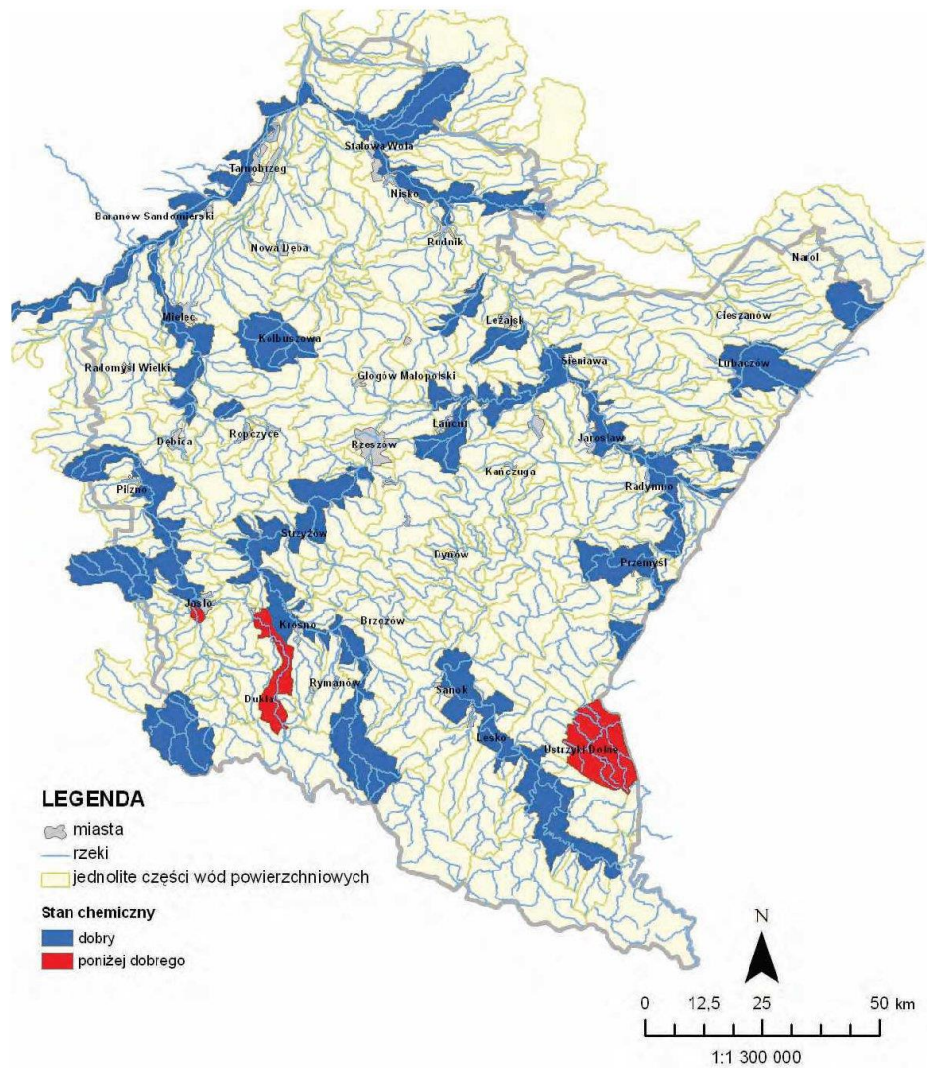 Stalowa Wola
Tarnobrzeg
Nisko
Baranów Sandomierski
Rudnik
Nowa Dęba
Narol
Mielec
Cieszanów
Leżajsk
Kolbuszowa
Sieniawa
Lubaczów
Radomyśl Wielki
Głogów Małopolski
Łańcut
Dębica
Ropczyce
Rzeszów
Jarosław
Kańczuga
Radymno
Pilzno
Strzyżów
Dynów
Przemyśl
Jasło
Krosno
Brzozów
Rymanów
Sanok
Dukla
Lesko
Ustrzyki Dolne
LEGENDA
miasta
rzeki
jednolite części wód powierzchniowych
Stan chemiczny
dobry
poniżej dobrego
N
0 12,5 25 50 km
1:1 300 000